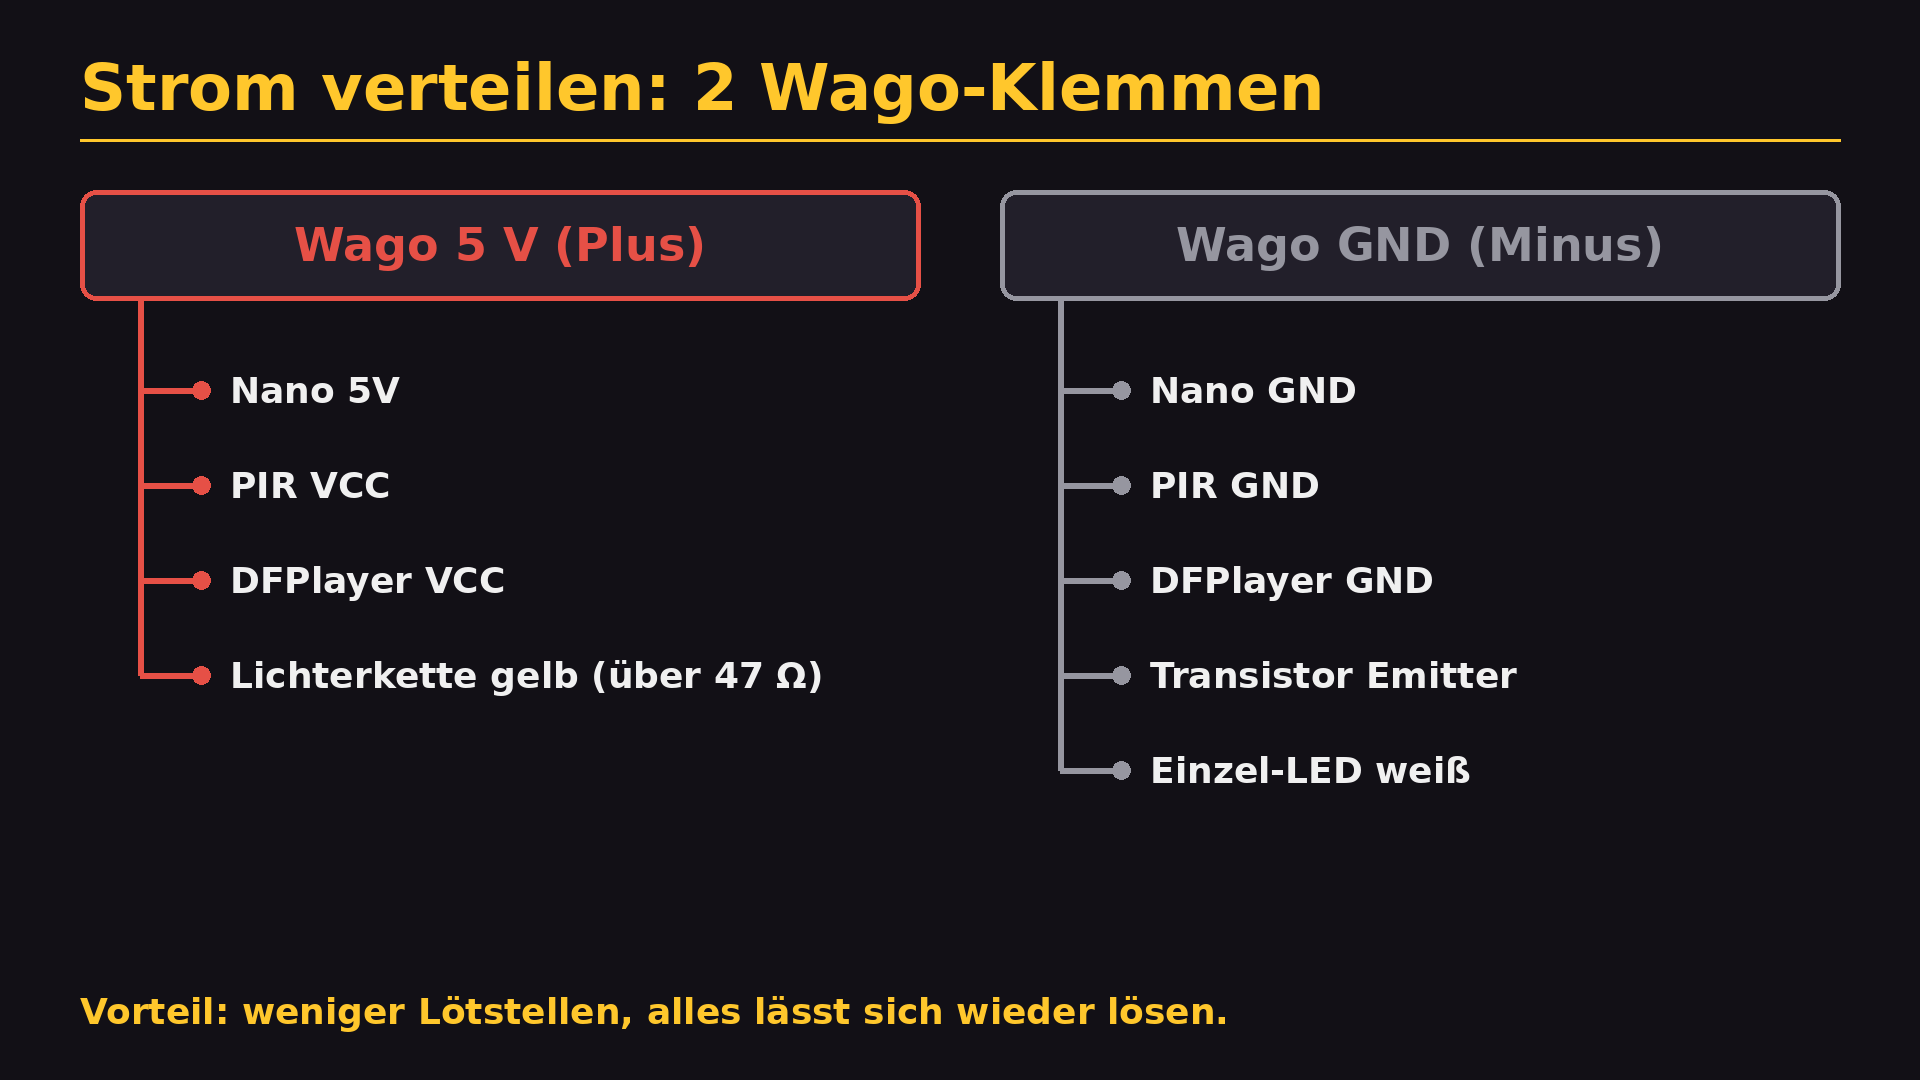 Strom verteilen: 2 Wago-Klemmen
Wago 5 V (Plus)
Nano 5V
PIR VCC
DFPlayer VCC
Lichterkette gelb (über 47 Ω)
Wago GND (Minus)
Nano GND
PIR GND
DFPlayer GND
Transistor Emitter
Einzel-LED weiß
Vorteil: weniger Lötstellen, alles lässt sich wieder lösen.